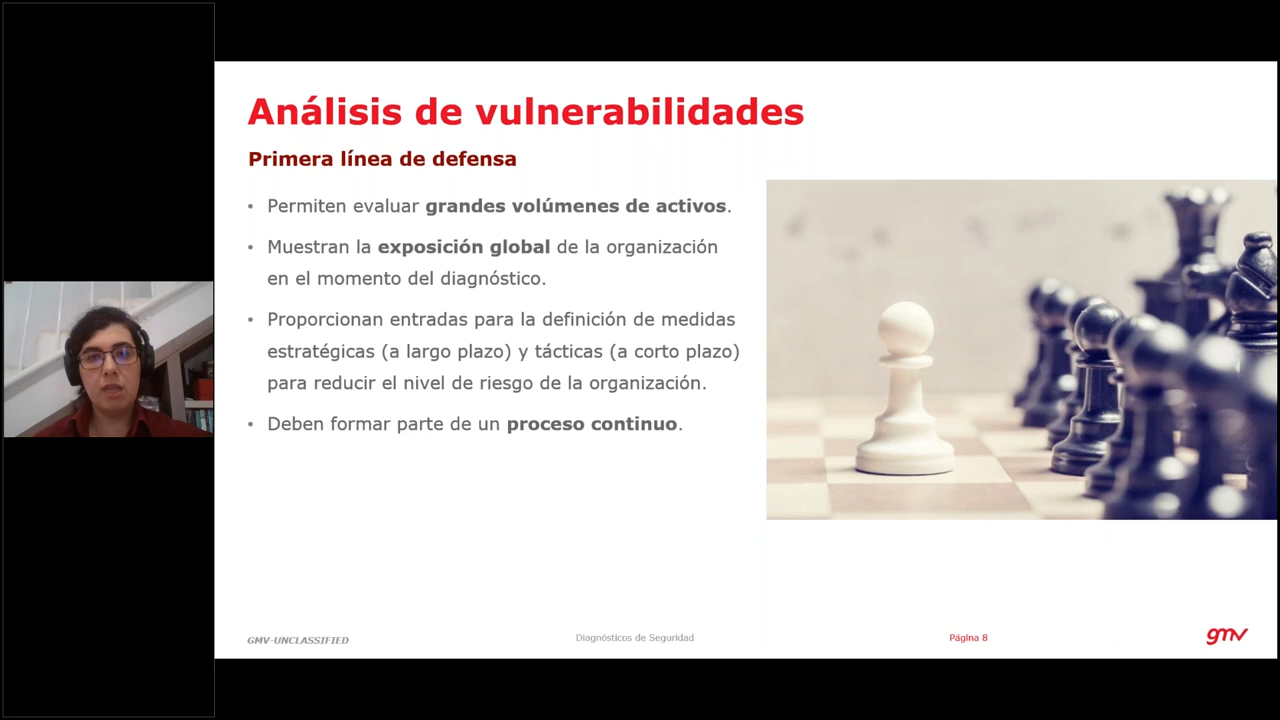 Análisis de vulnerabilidades
Primera línea de defensa
• Permiten evaluar grandes volúmenes de activos.
• Muestran la exposición global de la organización
en el momento del diagnóstico.
• Proporcionan entradas para la definición de medidas
estratégicas (a largo plazo) y tácticas (a corto plazo)
para reducir el nivel de riesgo de la organización.
• Deben formar parte de un proceso continuo.
GMV-UNCLASSIFIED
Diagnósticos de Seguridad
Página 8
gmv